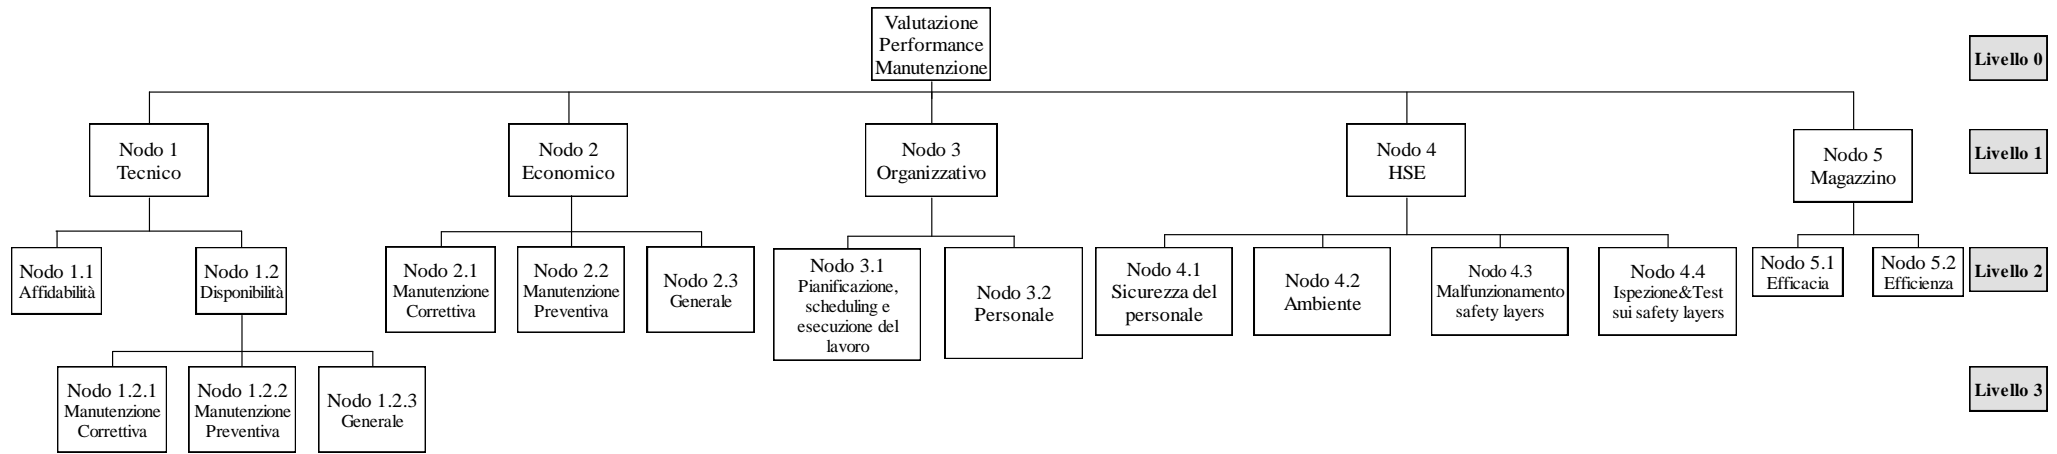 Valutazione
Performance
Manutenzione
Livello 0
Nodo 1
Tecnico
Nodo 2
Economico
Nodo 3
Organizzativo
Nodo 4
HSE
Nodo 5
Magazzino
Livello 1
Nodo 1.1
Affidabilità
Nodo 1.2
Disponibilità
Nodo 2.1
Manutenzione
Correttiva
Nodo 2.2
Manutenzione
Preventiva
Nodo 2.3
Generale
Nodo 3.1
Pianificazione,
scheduling e
esecuzione del
lavoro
Nodo 3.2
Personale
Nodo 4.1
Sicurezza del
personale
Nodo 4.2
Ambiente
Nodo 4.3
Malfunzionamento
safety layers
Nodo 4.4
Ispezione&Test
sui safety layers
Nodo 5.1
Efficacia
Nodo 5.2
Efficienza
Livello 2
Nodo 1.2.1
Manutenzione
Correttiva
Nodo 1.2.2
Manutenzione
Preventiva
Nodo 1.2.3
Generale
Livello 3